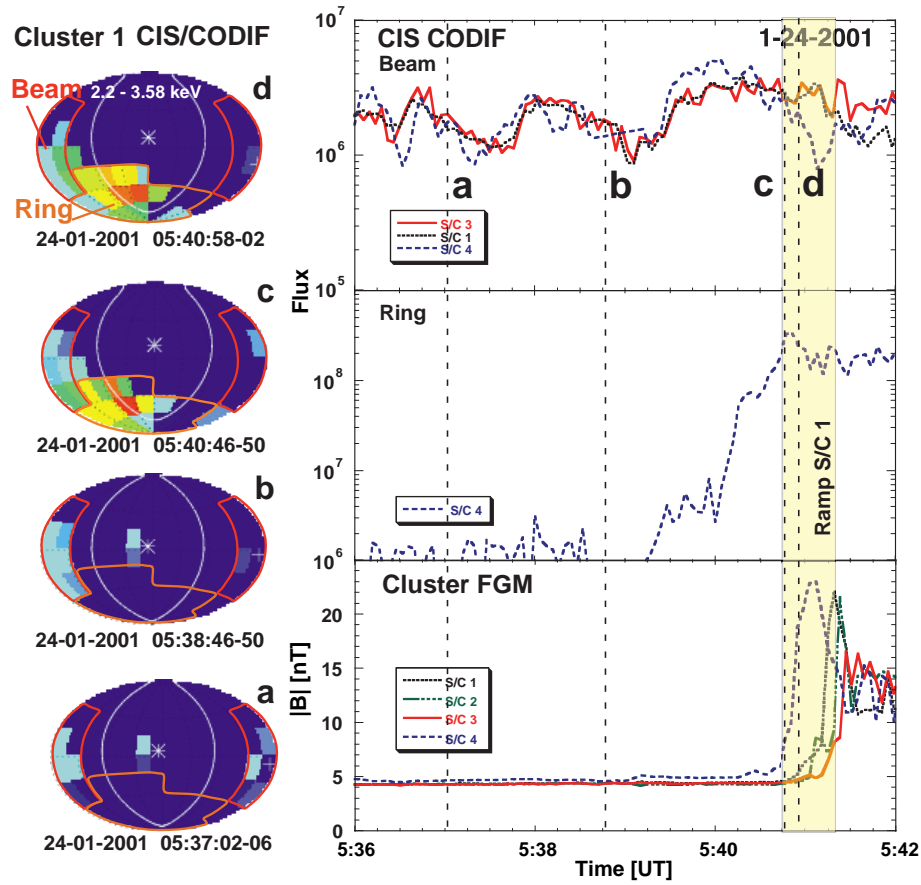 Cluster 1 CIS/CODIF
d
Beam
2.2 - 3.58 keV
Ring
24-01-2001 05:40:58-02
c
24-01-2001 05:40:46-50
b
24-01-2001 05:38:46-50
a
24-01-2001 05:37:02-06
10^7
CIS CODIF
1-24-2001
Beam
10^6
a
b
c
d
S/C 3
S/C 1
S/C 4
10^5
Flux
Ring
10^8
10^7
S/C 4
Ramp S/C 1
10^6
Cluster FGM
20
15
10
5
0
|B| [nT]
S/C 1
S/C 2
S/C 3
S/C 4
5:36
5:38
5:40
5:42
Time [UT]